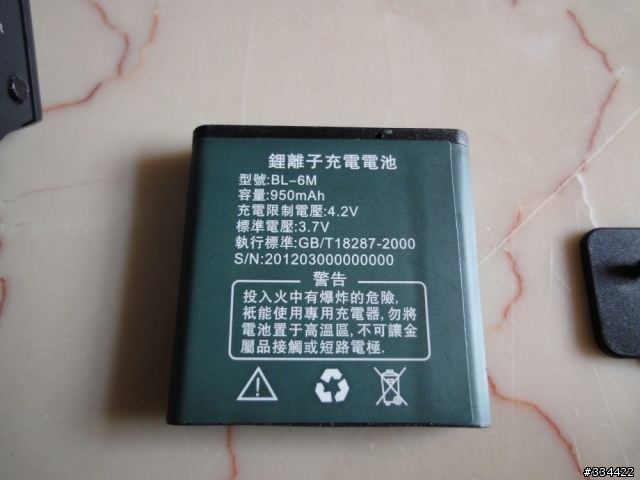 鋰離子充電電池
型號:BL-6M
容量:950mAh
充電限制電壓:4.2V
標準電壓:3.7V
執行標準:GB/T18287-2000
S/N:201203000000000
警告
投入火中有爆炸的危險,
衹能使用專用充電器,勿將
電池置于高温區,不可讓金
屬品接觸或短路電極.
R
#334422